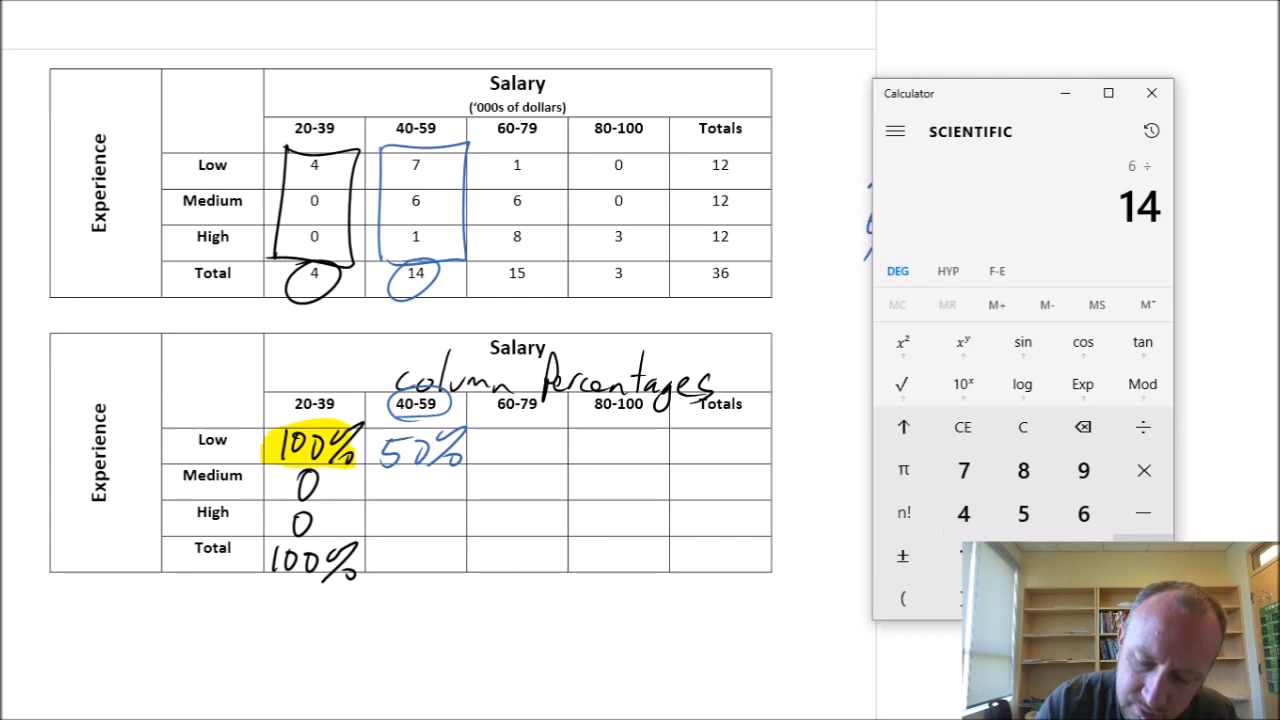 Salary
('000s of dollars)
20-39 40-59 60-79 80-100 Totals
Experience
Low 4 7 1 0 12
Medium 0 6 6 0 12
High 0 1 8 3 12
Total 4 14 15 3 36
Salary
column Percentages
20-39 40-59 60-79 80-100 Totals
Experience
Low 100% 50%
Medium 0
High 0
Total 100%
Calculator
SCIENTIFIC
6 ÷
14
DEG HYP F-E
MC MR M+ M- MS M˅
x² xʸ sin cos tan
√ 10ˣ log Exp Mod
↑ CE C ⌫ ÷
π 7 8 9 ×
n! 4 5 6 —
±
(